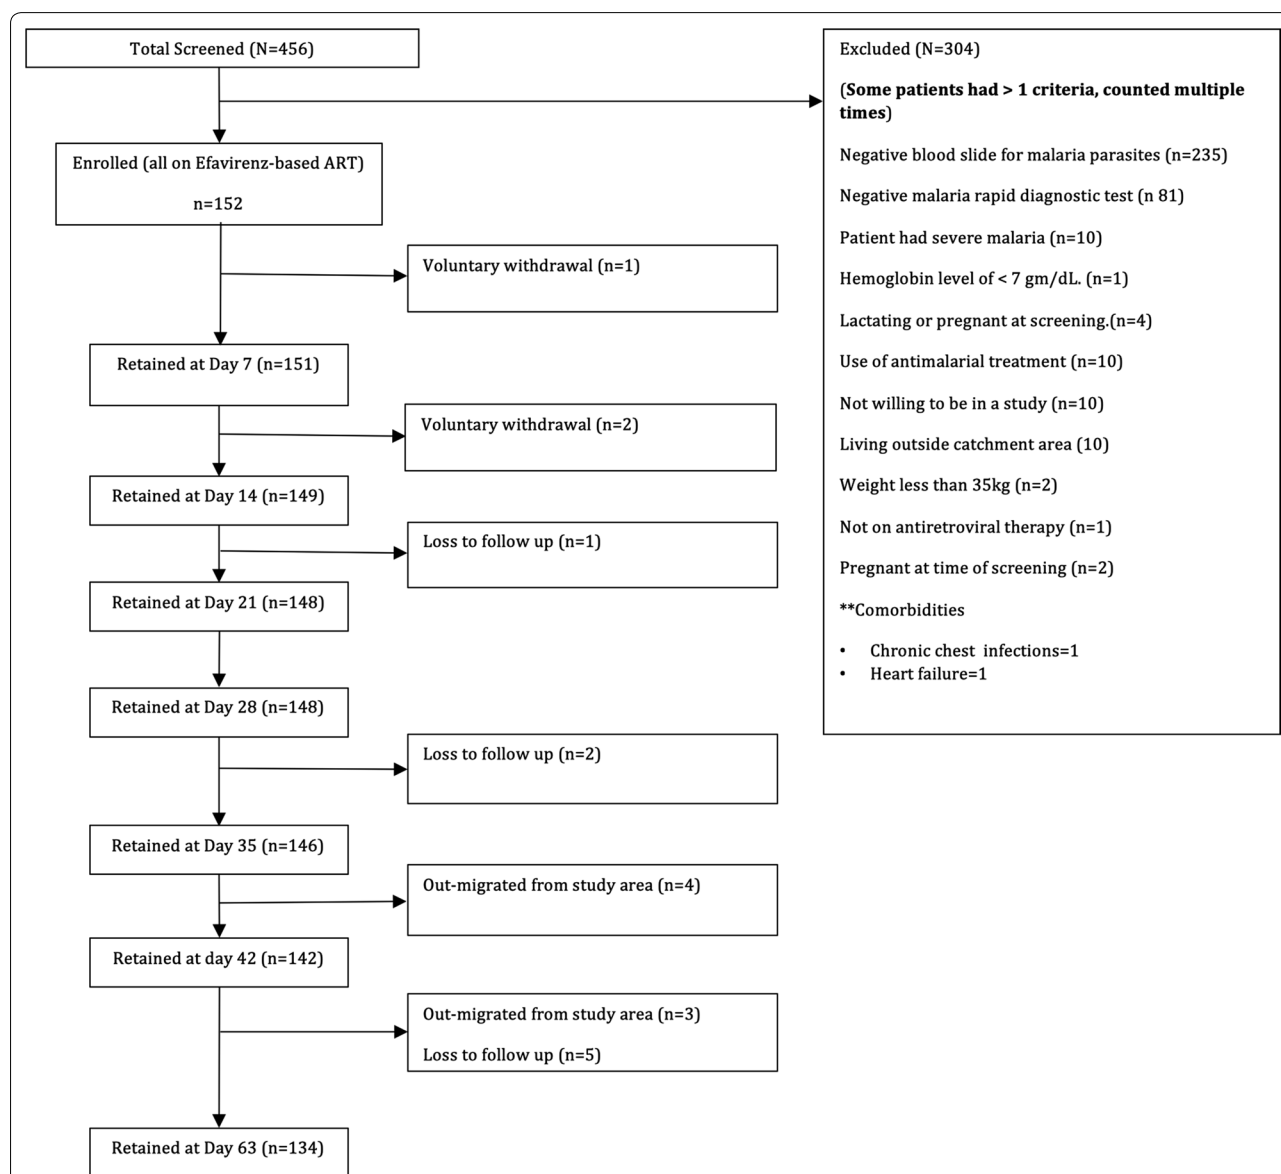 Total Screened (N=456)
Enrolled (all on Efavirenz-based ART)
n=152
Voluntary withdrawal (n=1)
Retained at Day 7 (n=151)
Voluntary withdrawal (n=2)
Retained at Day 14 (n=149)
Loss to follow up (n=1)
Retained at Day 21 (n=148)
Retained at Day 28 (n=148)
Loss to follow up (n=2)
Retained at Day 35 (n=146)
Out-migrated from study area (n=4)
Retained at day 42 (n=142)
Out-migrated from study area (n=3)
Loss to follow up (n=5)
Retained at Day 63 (n=134)
Excluded (N=304)
(Some patients had > 1 criteria, counted multiple
times)
Negative blood slide for malaria parasites (n=235)
Negative malaria rapid diagnostic test (n 81)
Patient had severe malaria (n=10)
Hemoglobin level of < 7 gm/dL. (n=1)
Lactating or pregnant at screening.(n=4)
Use of antimalarial treatment (n=10)
Not willing to be in a study (n=10)
Living outside catchment area (10)
Weight less than 35kg (n=2)
Not on antiretroviral therapy (n=1)
Pregnant at time of screening (n=2)
**Comorbidities
• Chronic chest infections=1
• Heart failure=1